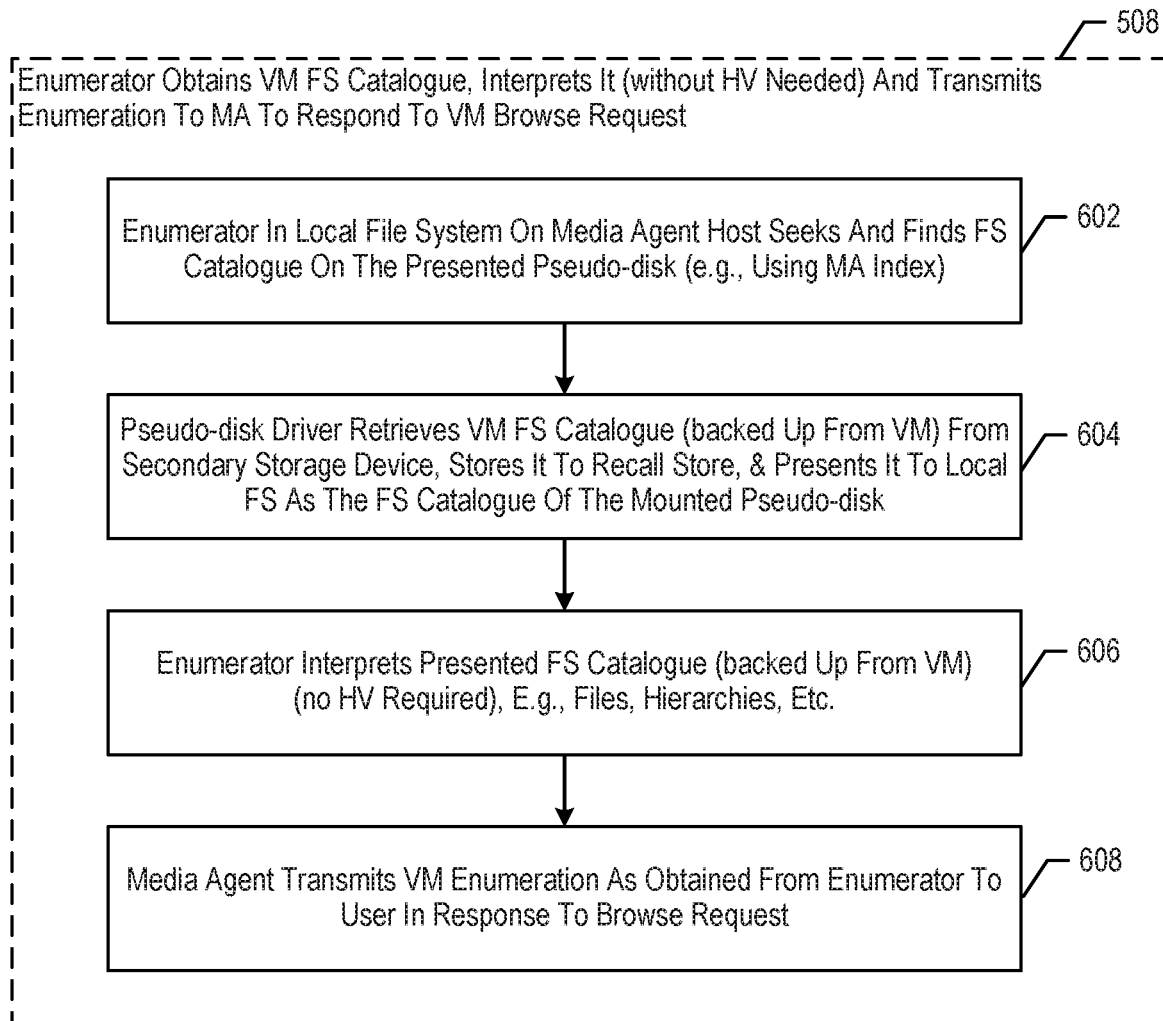 508
Enumerator Obtains VM FS Catalogue, Interprets It (without HV Needed) And Transmits
Enumeration To MA To Respond To VM Browse Request
Enumerator In Local File System On Media Agent Host Seeks And Finds FS
Catalogue On The Presented Pseudo-disk (e.g., Using MA Index)
602
Pseudo-disk Driver Retrieves VM FS Catalogue (backed Up From VM) From
Secondary Storage Device, Stores It To Recall Store, & Presents It To Local
FS As The FS Catalogue Of The Mounted Pseudo-disk
604
Enumerator Interprets Presented FS Catalogue (backed Up From VM)
(no HV Required), E.g., Files, Hierarchies, Etc.
606
Media Agent Transmits VM Enumeration As Obtained From Enumerator To
User In Response To Browse Request
608